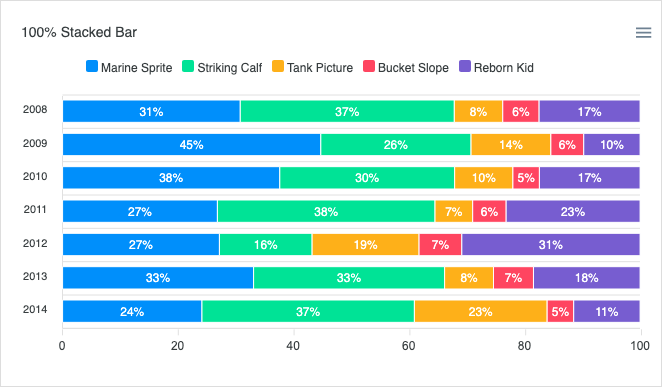 100% Stacked Bar
Marine Sprite Striking Calf Tank Picture Bucket Slope Reborn Kid
2008 31% 37% 8% 6% 17%
2009 45% 26% 14% 6% 10%
2010 38% 30% 10% 5% 17%
2011 27% 38% 7% 6% 23%
2012 27% 16% 19% 7% 31%
2013 33% 33% 8% 7% 18%
2014 24% 37% 23% 5% 11%
0 20 40 60 80 100